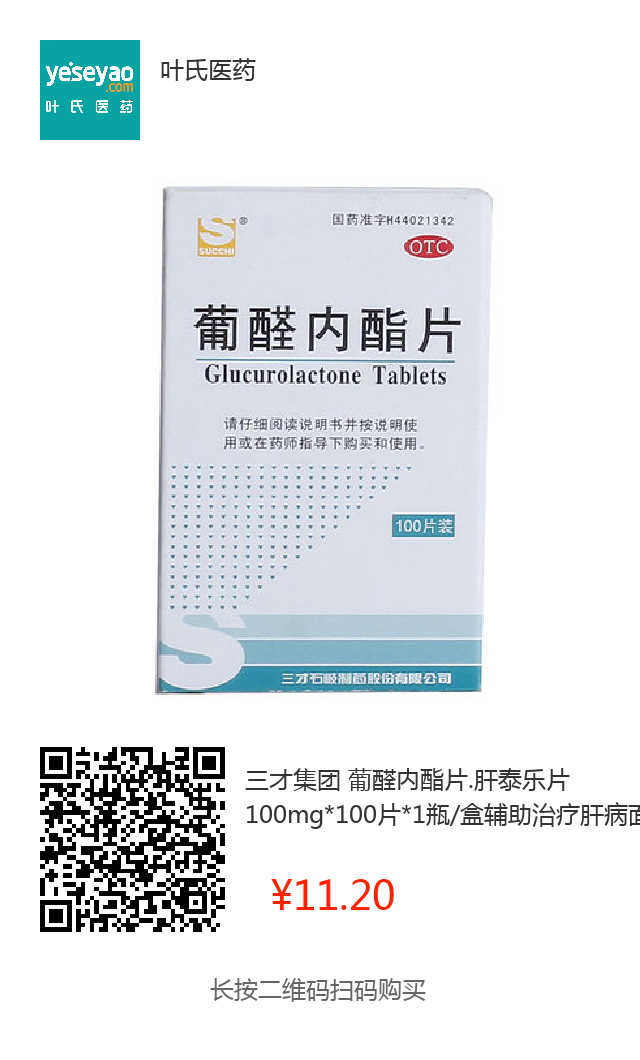 yeseyao
.com
叶氏医药
叶氏医药
S
®
SUCCHI
国药准字H44021342
OTC
葡醛内酯片
Glucurolactone Tablets
请仔细阅读说明书并按说明使
用或在药师指导下购买和使用。
100片装
S
三才石岐制药股份有限公司
三才集团 葡醛内酯片.肝泰乐片
100mg*100片*1瓶/盒辅助治疗肝病
¥11.20
长按二维码扫码购买